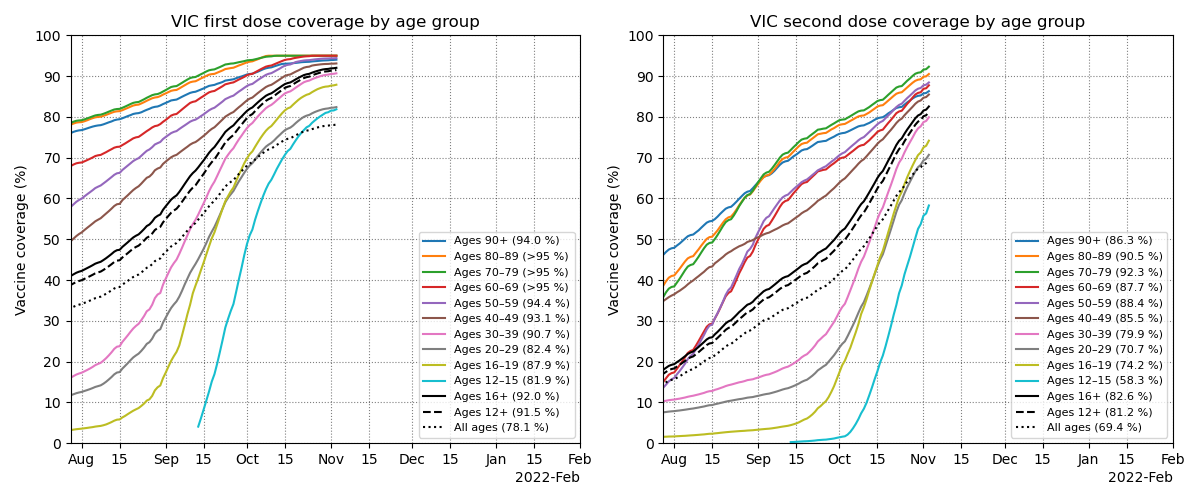 VIC first dose coverage by age group
Vaccine coverage (%)
100
90
80
70
60
50
40
30
20
10
0
Aug 15 Sep 15 Oct 15 Nov 15 Dec 15 Jan 15 Feb
2022-Feb
Ages 90+ (94.0 %)
Ages 80–89 (>95 %)
Ages 70–79 (>95 %)
Ages 60–69 (>95 %)
Ages 50–59 (94.4 %)
Ages 40–49 (93.1 %)
Ages 30–39 (90.7 %)
Ages 20–29 (82.4 %)
Ages 16–19 (87.9 %)
Ages 12–15 (81.9 %)
Ages 16+ (92.0 %)
Ages 12+ (91.5 %)
All ages (78.1 %)
VIC second dose coverage by age group
Vaccine coverage (%)
100
90
80
70
60
50
40
30
20
10
0
Aug 15 Sep 15 Oct 15 Nov 15 Dec 15 Jan 15 Feb
2022-Feb
Ages 90+ (86.3 %)
Ages 80–89 (90.5 %)
Ages 70–79 (92.3 %)
Ages 60–69 (87.7 %)
Ages 50–59 (88.4 %)
Ages 40–49 (85.5 %)
Ages 30–39 (79.9 %)
Ages 20–29 (70.7 %)
Ages 16–19 (74.2 %)
Ages 12–15 (58.3 %)
Ages 16+ (82.6 %)
Ages 12+ (81.2 %)
All ages (69.4 %)